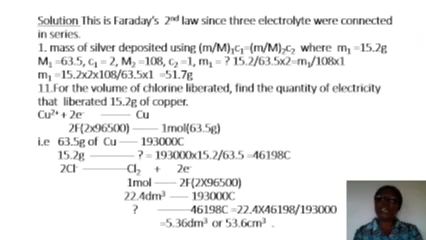 Solution This is Faraday's 2nd law since three electrolyte were connected
in series.
1. mass of silver deposited using (m/M)₁c₁=(m/M)₂c₂ where m₁ =15.2g
M₁ =63.5, c₁ = 2, M₂ =108, c₂ =1, m₁ = ? 15.2/63.5x2=m₁/108x1
m₁ =15.2x2x108/63.5x1 =51.7g
11.For the volume of chlorine liberated, find the quantity of electricity
that liberated 15.2g of copper.
Cu²⁺ + 2e⁻ —— Cu
2F(2x96500) —— 1mol(63.5g)
i.e 63.5g of Cu —— 193000C
15.2g —— ? = 193000x15.2/63.5 =46198C
2Cl⁻ —— Cl₂ + 2e⁻
1mol —— 2F(2X96500)
22.4dm³ —— 193000C
? —— 46198C =22.4X46198/193000
=5.36dm³ or 53.6cm³ .